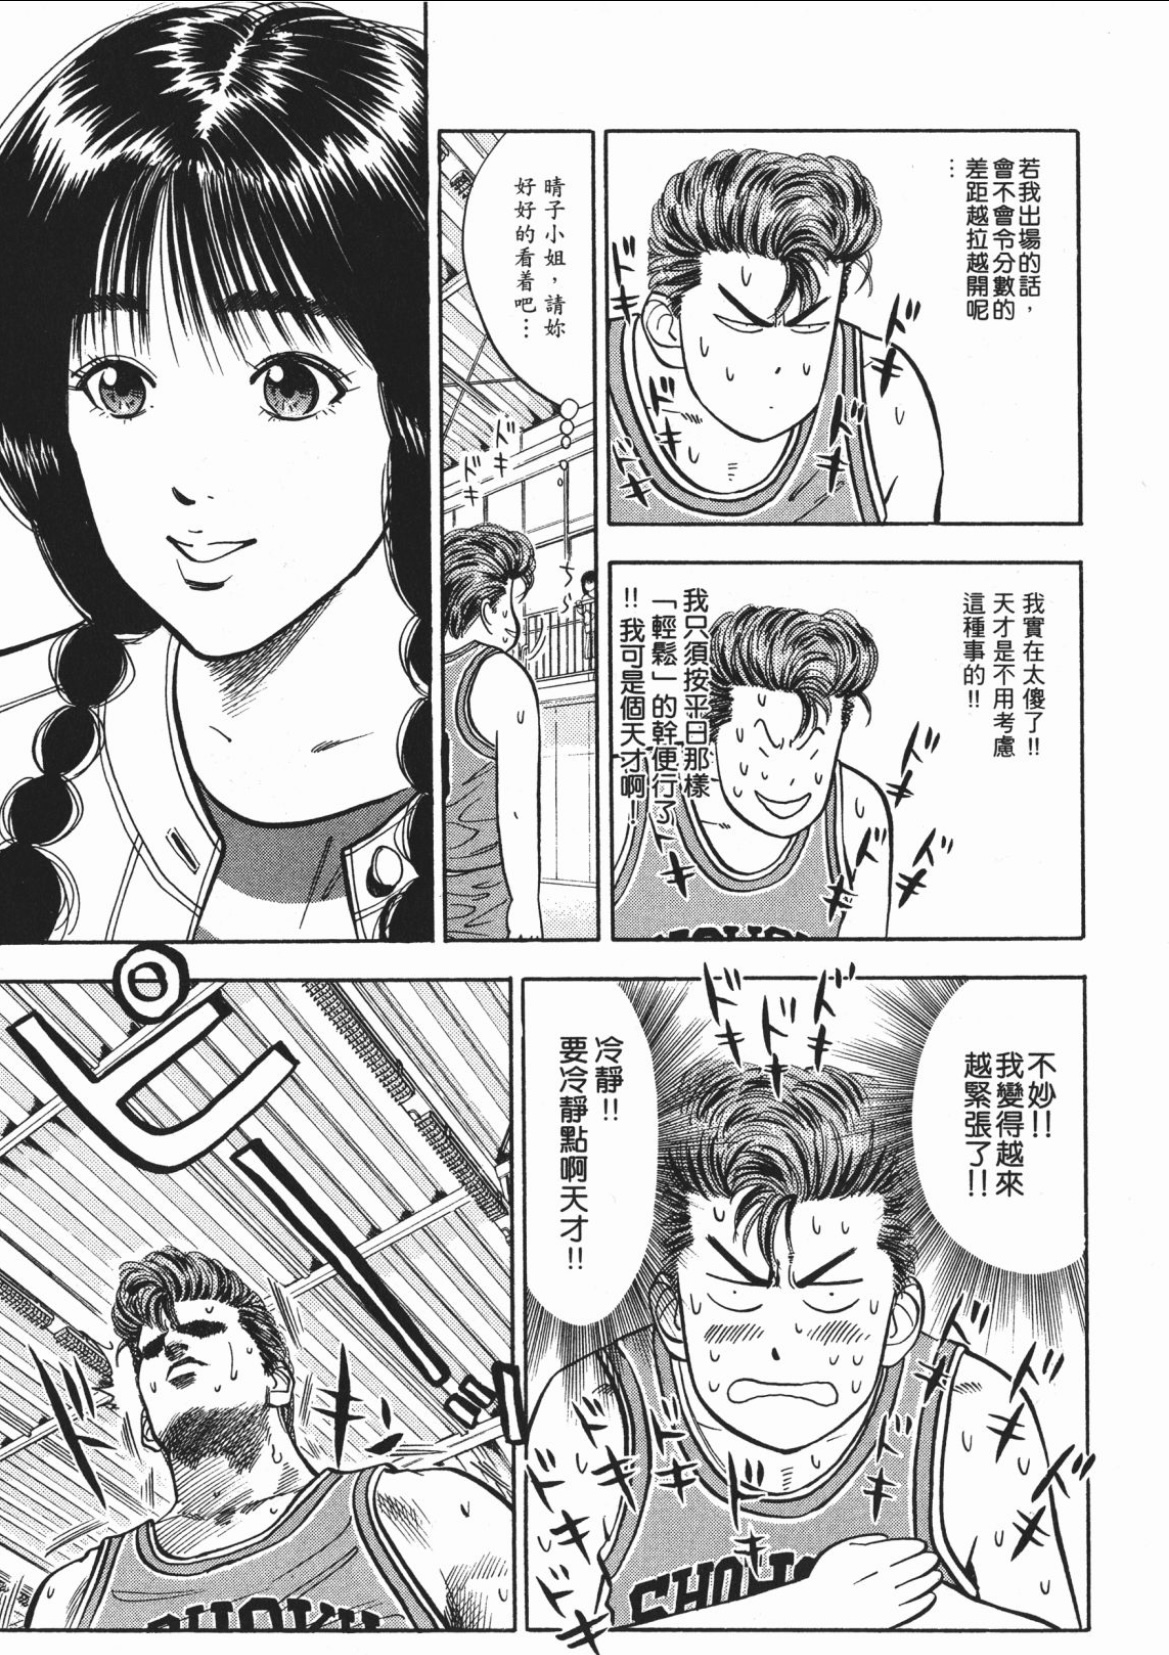 若我出場的話，
會不會令分數的
差距越拉越開呢
…
ドキ
ドキ
ドキ
ドキ
我實在太傻了!!
天才是不用考慮
這種事的!!
我只須按平日那樣
「輕鬆」的幹便行了
!!我可是個天才啊!
ドキ
ドキ
ドキ
ドキ
SHOHOKU
晴子小姐，請妳
好好的看着吧…
ドキ
ドキ
ちら
不妙!!
我變得越來
越緊張了!!
冷靜!!
要冷靜點啊天才!!
ドキ
ドキ
ドキ
ドキ
ドキ
ドキ
ドキ
ドキ
ドキ
SHOHO
ピーッ
ドキ
SHOHKU